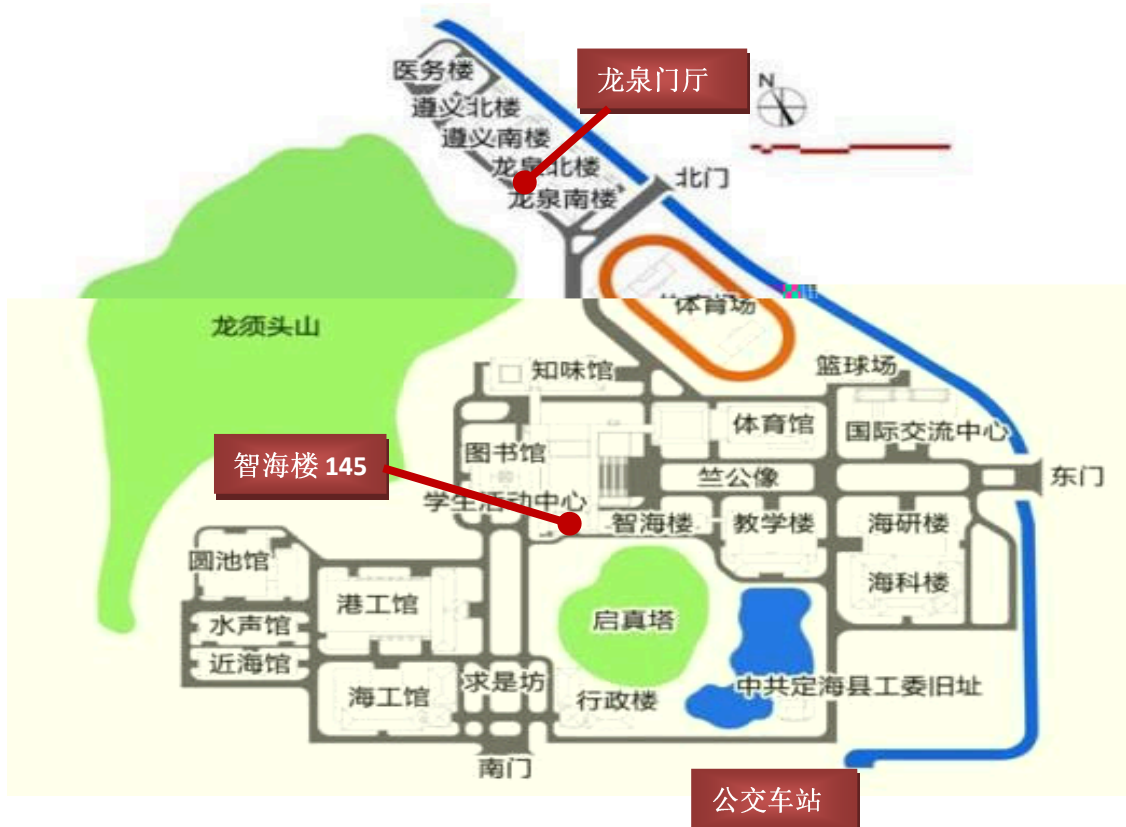 医务楼
龙泉门厅
N
遵义北楼
遵义南楼
龙泉北楼
龙泉南楼
北门
体育场
龙须头山
知味馆
篮球场
体育馆
国际交流中心
图书馆
智海楼 145
竺公像
东门
学生活动中心
智海楼
教学楼
海研楼
圆池馆
海科楼
港工馆
启真塔
水声馆
近海馆
求是坊
海工馆
行政楼
中共定海县工委旧址
南门
公交车站